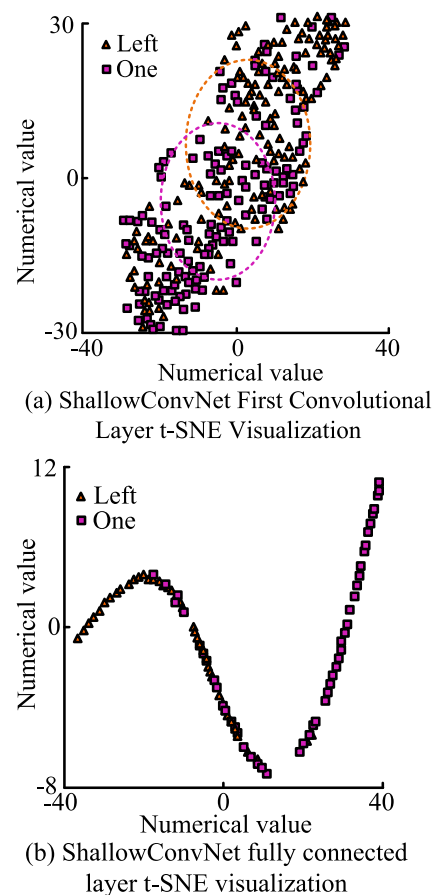 30
Left
One
0
-30
-40
0
40
Numerical value
Numerical value
(a) ShallowConvNet First Convolutional
Layer t-SNE Visualization
12
Left
One
0
-8
-40
0
40
Numerical value
Numerical value
(b) ShallowConvNet fully connected
layer t-SNE visualization